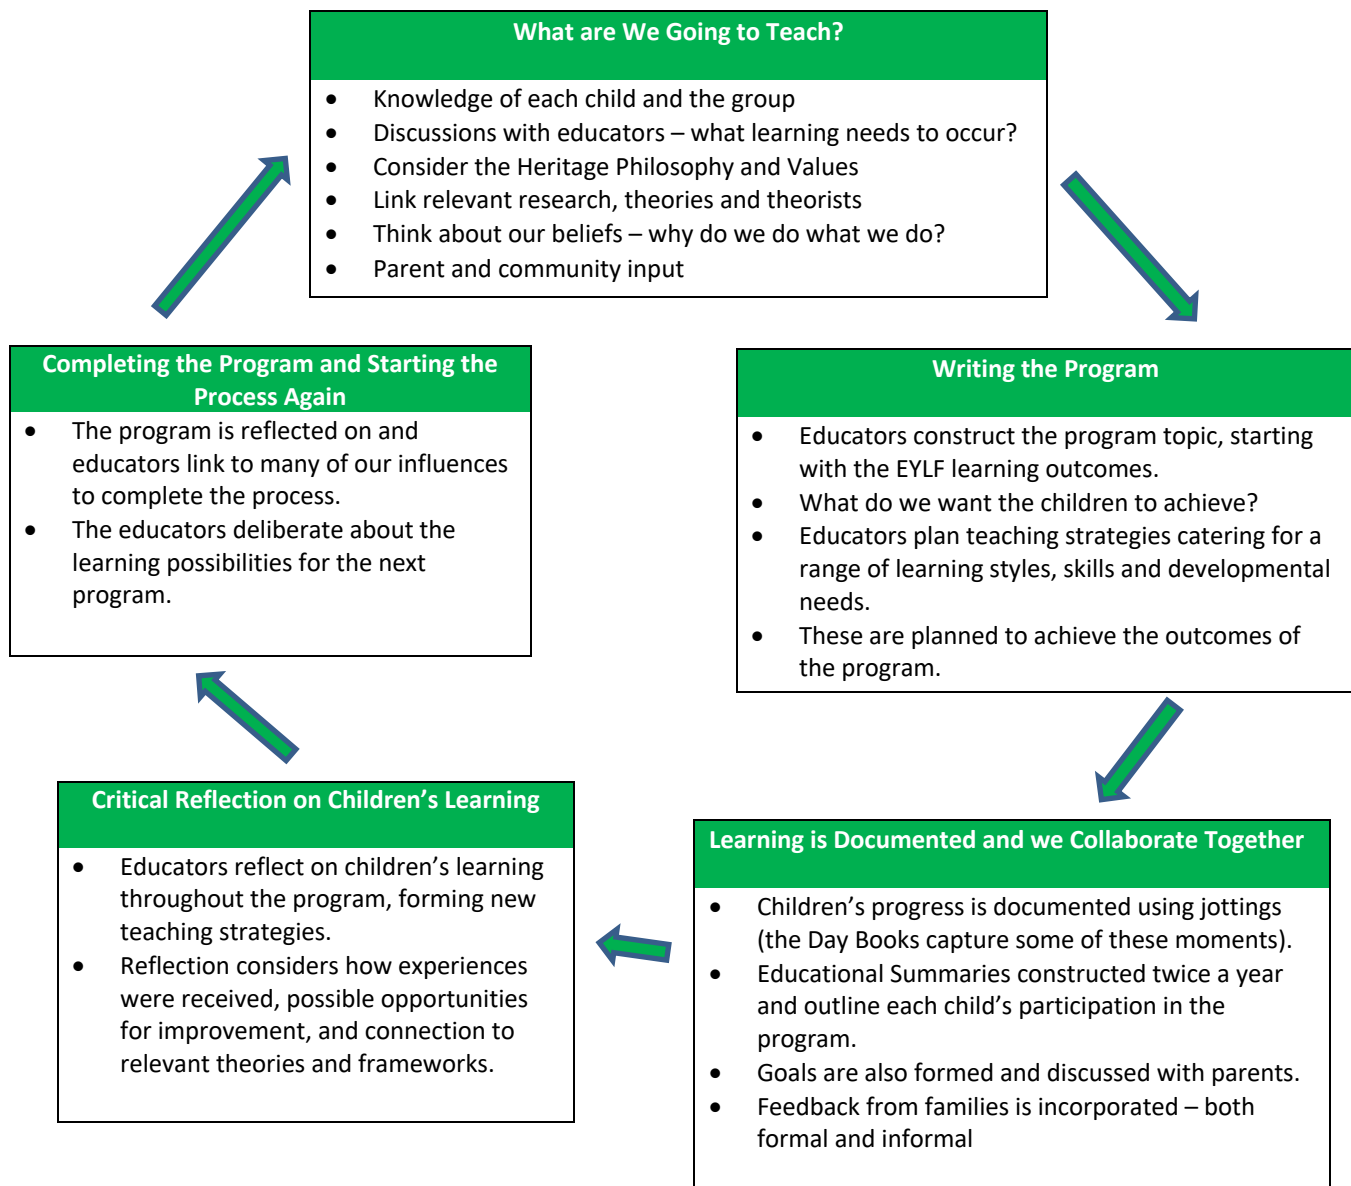 What are We Going to Teach?
• Knowledge of each child and the group
• Discussions with educators – what learning needs to occur?
• Consider the Heritage Philosophy and Values
• Link relevant research, theories and theorists
• Think about our beliefs – why do we do what we do?
• Parent and community input
Writing the Program
• Educators construct the program topic, starting
with the EYLF learning outcomes.
• What do we want the children to achieve?
• Educators plan teaching strategies catering for a
range of learning styles, skills and developmental
needs.
• These are planned to achieve the outcomes of
the program.
Learning is Documented and we Collaborate Together
• Children’s progress is documented using jottings
(the Day Books capture some of these moments).
• Educational Summaries constructed twice a year
and outline each child’s participation in the
program.
• Goals are also formed and discussed with parents.
• Feedback from families is incorporated – both
formal and informal
Critical Reflection on Children’s Learning
• Educators reflect on children’s learning
throughout the program, forming new
teaching strategies.
• Reflection considers how experiences
were received, possible opportunities
for improvement, and connection to
relevant theories and frameworks.
Completing the Program and Starting the
Process Again
• The program is reflected on and
educators link to many of our influences
to complete the process.
• The educators deliberate about the
learning possibilities for the next
program.